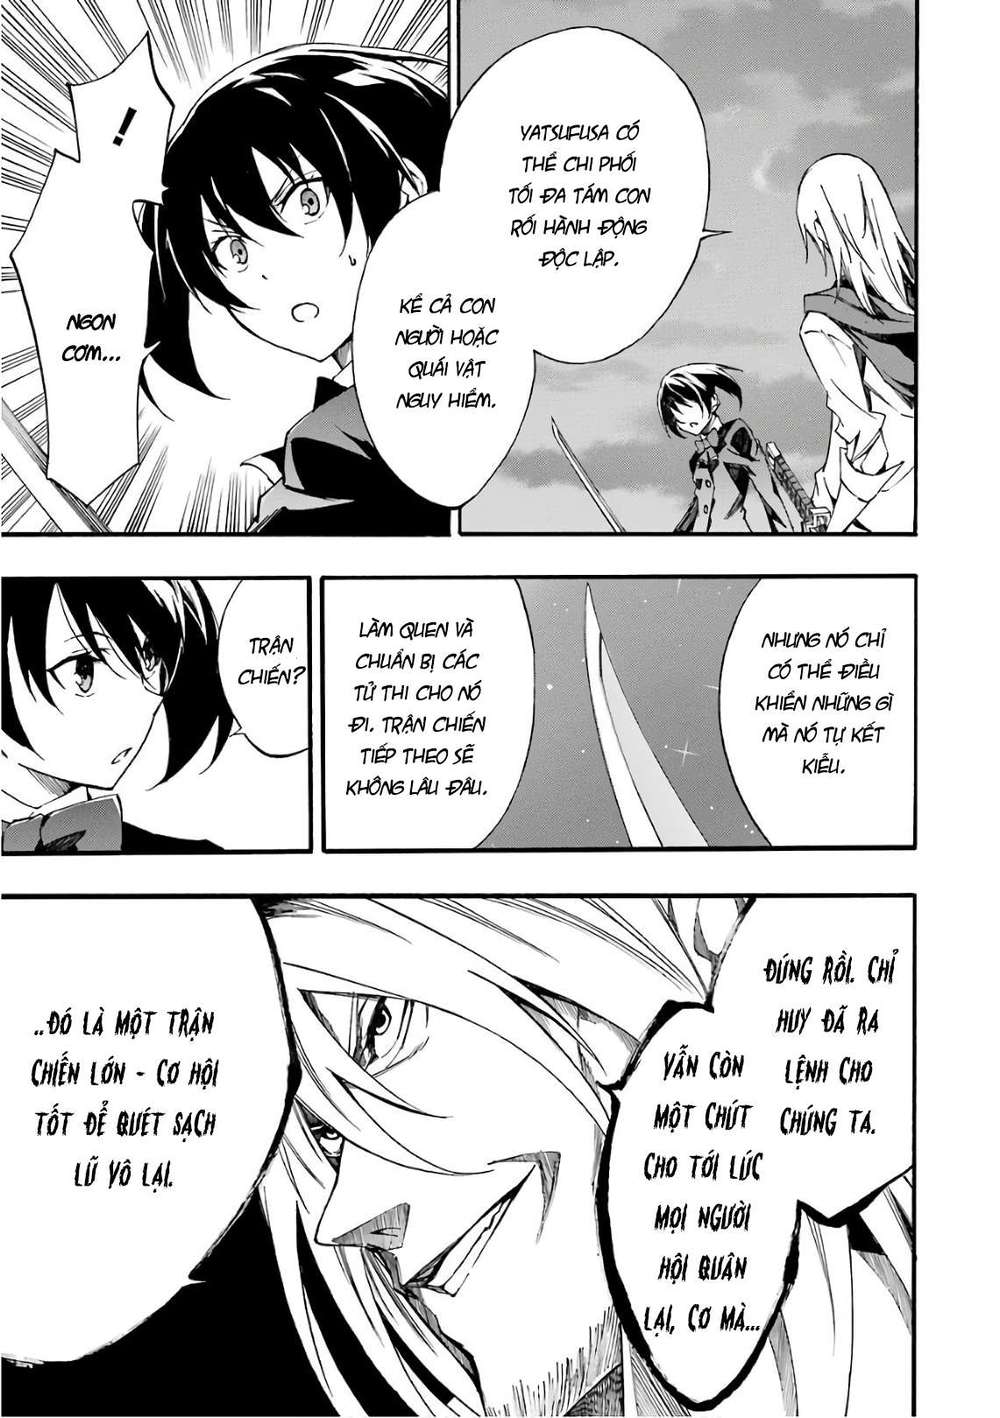 YATSUFUSA CÓ
THỂ CHI PHỐI
TỐI ĐA TÁM CON
RỐI HÀNH ĐỘNG
ĐỘC LẬP.
KỂ CẢ CON
NGƯỜI HOẶC
QUÁI VẬT
NGUY HIỂM.
!
NGON
CƠM...
NHƯNG NÓ CHỈ
CÓ THỂ ĐIỀU
KHIỂN NHỮNG GÌ
MÀ NÓ TỰ KẾT
KIỄU.
LÀM QUEN VÀ
CHUẨN BỊ CÁC
TỬ THI CHO NÓ
ĐI. TRẬN CHIẾN
TIẾP THEO SẼ
KHÔNG LÂU ĐÂU.
TRẬN
CHIẾN?
ĐÚNG RỒI. CHỈ
HUY ĐÃ RA
LỆNH CHO
CHÚNG TA.
VẪN CÒN
MỘT CHÚT
CHO TỚI LÚC
MỌI NGƯỜI
HỘI QUÂN
LẠI, CƠ MÀ...
..ĐÓ LÀ MỘT TRẬN
CHIẾN LỚN - CƠ HỘI
TỐT ĐỂ QUÉT SẠCH
LŨ VÔ LẠI.